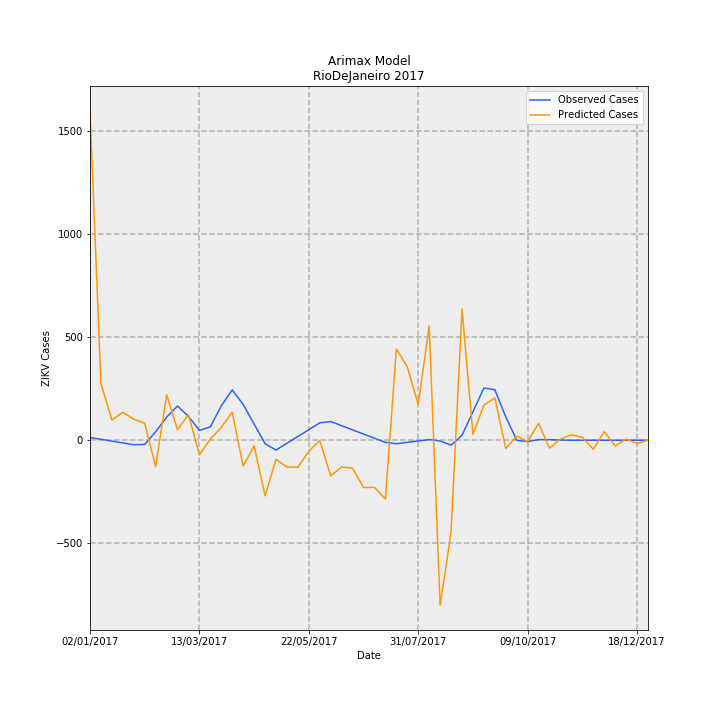 Arimax Model
RioDeJaneiro 2017
Observed Cases
Predicted Cases
1500
1000
500
0
−500
ZIKV Cases
02/01/2017 13/03/2017 22/05/2017 31/07/2017 09/10/2017 18/12/2017
Date